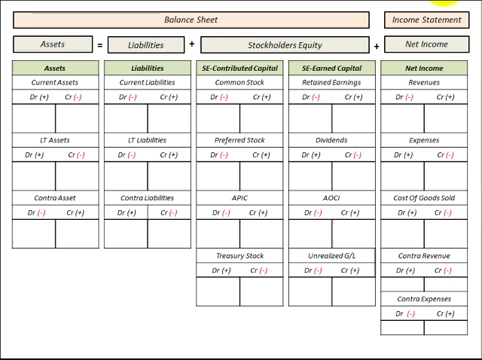 Balance Sheet Income Statement
Assets = Liabilities + Stockholders Equity + Net Income
Assets Liabilities SE-Contributed Capital SE-Earned Capital Net Income
Current Assets Current Liabilities Common Stock Retained Earnings Revenues
Dr (+) Cr (-) Dr (-) Cr (+) Dr (-) Cr (+) Dr (-) Cr (+) Dr (-) Cr (+)
LT Assets LT Liabilities Preferred Stock Dividends Expenses
Dr (+) Cr (-) Dr (-) Cr (+) Dr (-) Cr (+) Dr (+) Cr (-) Dr (+) Cr (-)
Contra Asset Contra Liabilities APIC AOCI Cost Of Goods Sold
Dr (-) Cr (+) Dr (+) Cr (-) Dr (-) Cr (+) Dr (-) Cr (+) Dr (+) Cr (-)
Treasury Stock Unrealized G/L Contra Revenue
Dr (+) Cr (-) Dr (-) Cr (+) Dr (+) Cr (-)
Contra Expenses
Dr (-) Cr (+)